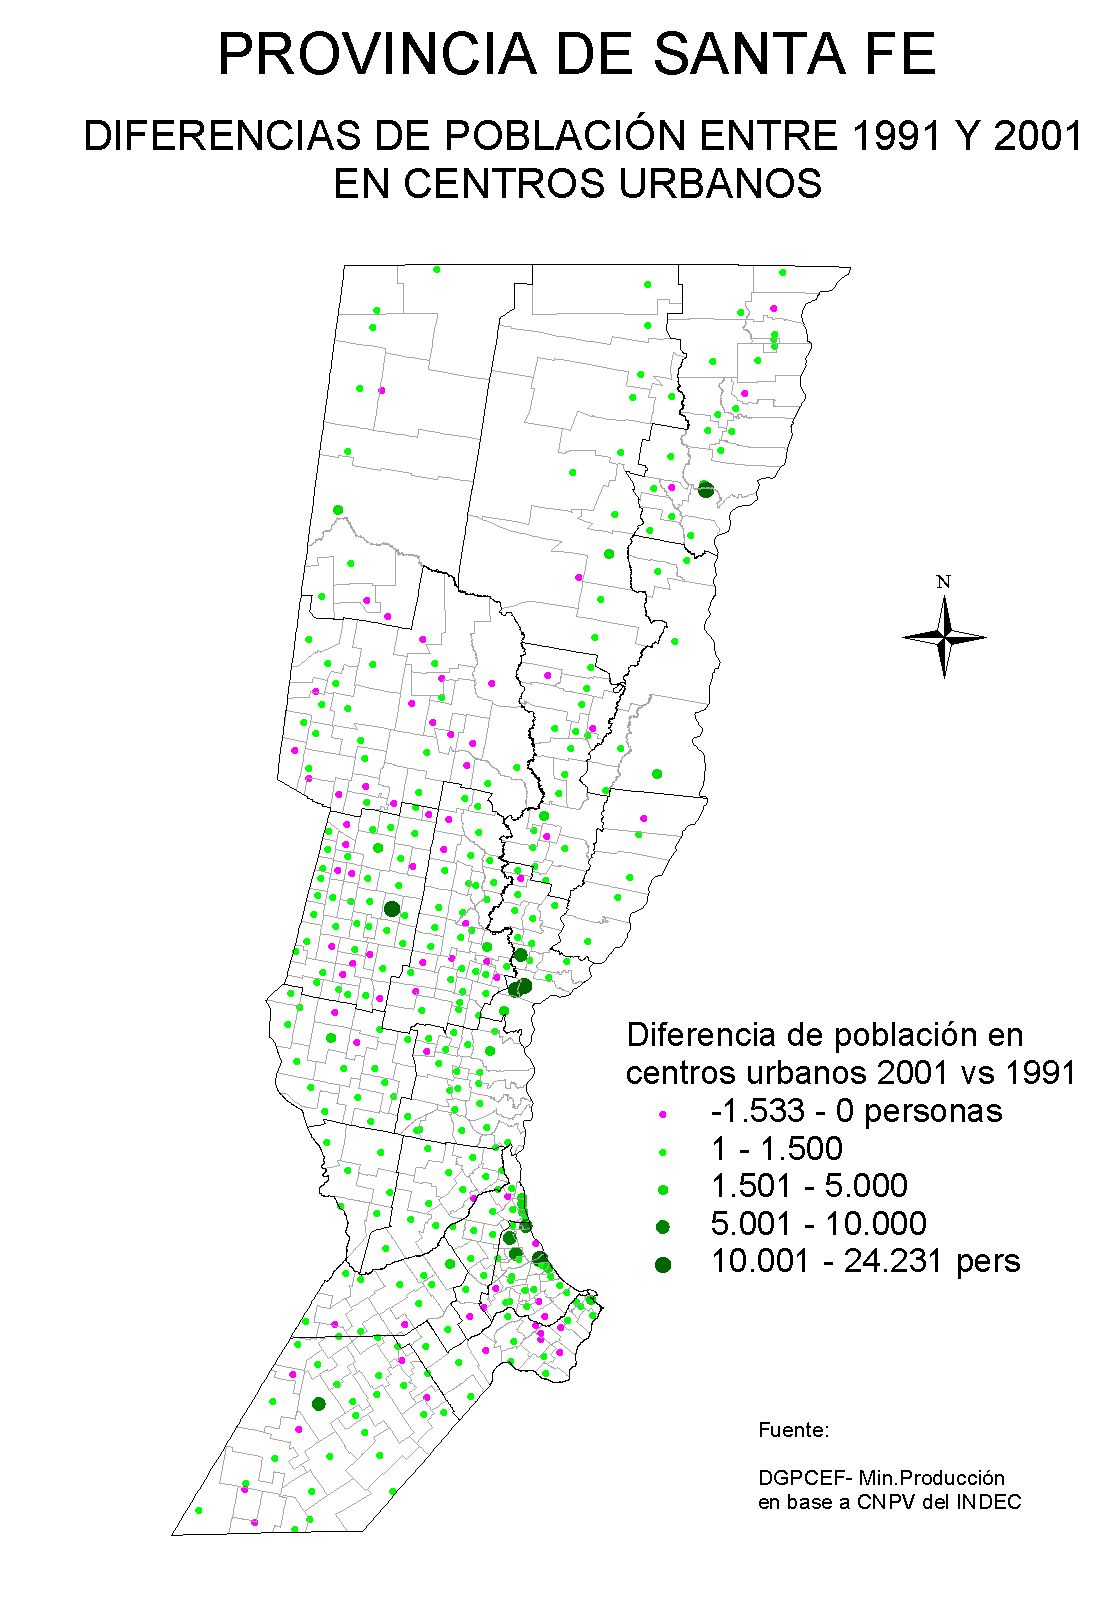 PROVINCIA DE SANTA FE
DIFERENCIAS DE POBLACIÓN ENTRE 1991 Y 2001
EN CENTROS URBANOS
N
Diferencia de población en
centros urbanos 2001 vs 1991
-1.533 - 0 personas
1 - 1.500
1.501 - 5.000
5.001 - 10.000
10.001 - 24.231 pers
Fuente:
DGPCEF- Min.Producción
en base a CNPV del INDEC